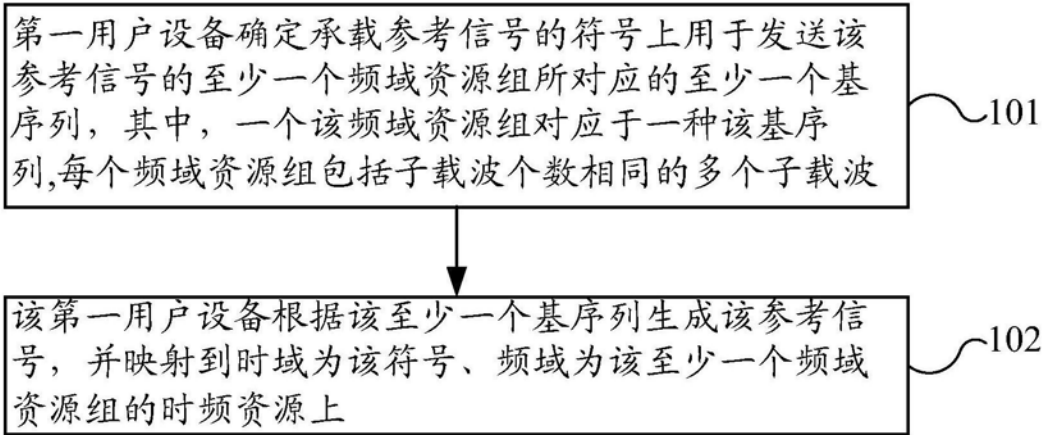 第一用户设备确定承载参考信号的符号上用于发送该
参考信号的至少一个频域资源组所对应的至少一个基
序列，其中，一个该频域资源组对应于一种该基序
列,每个频域资源组包括子载波个数相同的多个子载波
101
该第一用户设备根据该至少一个基序列生成该参考信
号，并映射到时域为该符号、频域为该至少一个频域
资源组的时频资源上
102